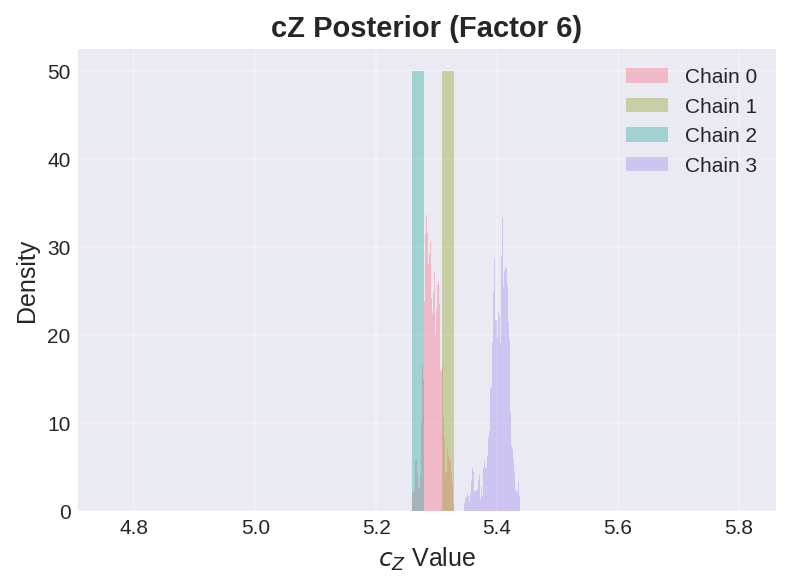 cZ Posterior (Factor 6)
Chain 0
Chain 1
Chain 2
Chain 3
Density
50
40
30
20
10
0
4.8 5.0 5.2 5.4 5.6 5.8
c_Z Value